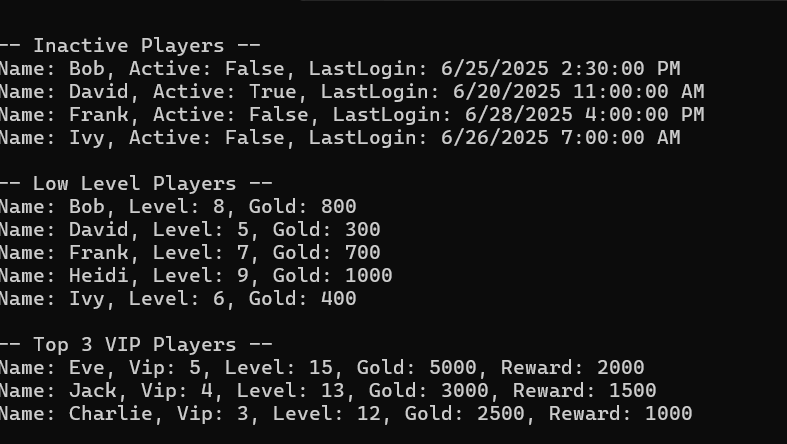 -- Inactive Players --
Name: Bob, Active: False, LastLogin: 6/25/2025 2:30:00 PM
Name: David, Active: True, LastLogin: 6/20/2025 11:00:00 AM
Name: Frank, Active: False, LastLogin: 6/28/2025 4:00:00 PM
Name: Ivy, Active: False, LastLogin: 6/26/2025 7:00:00 AM
-- Low Level Players --
Name: Bob, Level: 8, Gold: 800
Name: David, Level: 5, Gold: 300
Name: Frank, Level: 7, Gold: 700
Name: Heidi, Level: 9, Gold: 1000
Name: Ivy, Level: 6, Gold: 400
-- Top 3 VIP Players --
Name: Eve, Vip: 5, Level: 15, Gold: 5000, Reward: 2000
Name: Jack, Vip: 4, Level: 13, Gold: 3000, Reward: 1500
Name: Charlie, Vip: 3, Level: 12, Gold: 2500, Reward: 1000